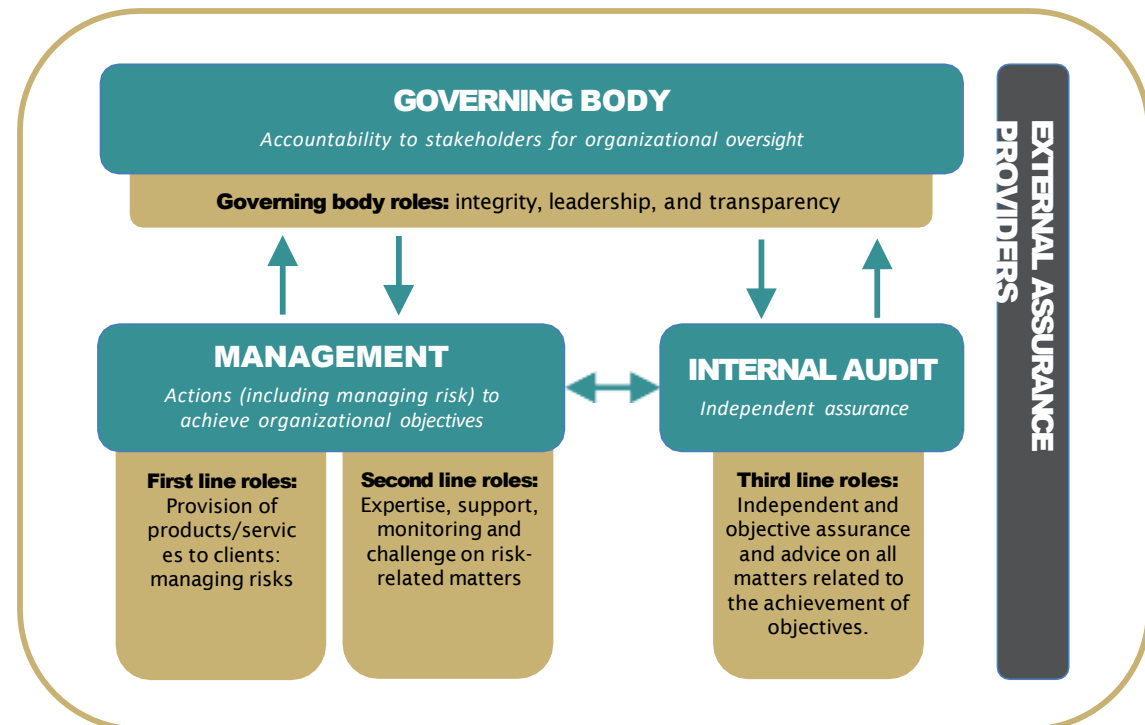 GOVERNING BODY
Accountability to stakeholders for organizational oversight
Governing body roles: integrity, leadership, and transparency
MANAGEMENT
Actions (including managing risk) to
achieve organizational objectives
First line roles:
Provision of
products/servic
es to clients:
managing risks
Second line roles:
Expertise, support,
monitoring and
challenge on risk-
related matters
INTERNAL AUDIT
Independent assurance
Third line roles:
Independent and
objective assurance
and advice on all
matters related to
the achievement of
objectives.
EXTERNAL ASSURANCE
PROVIDERS